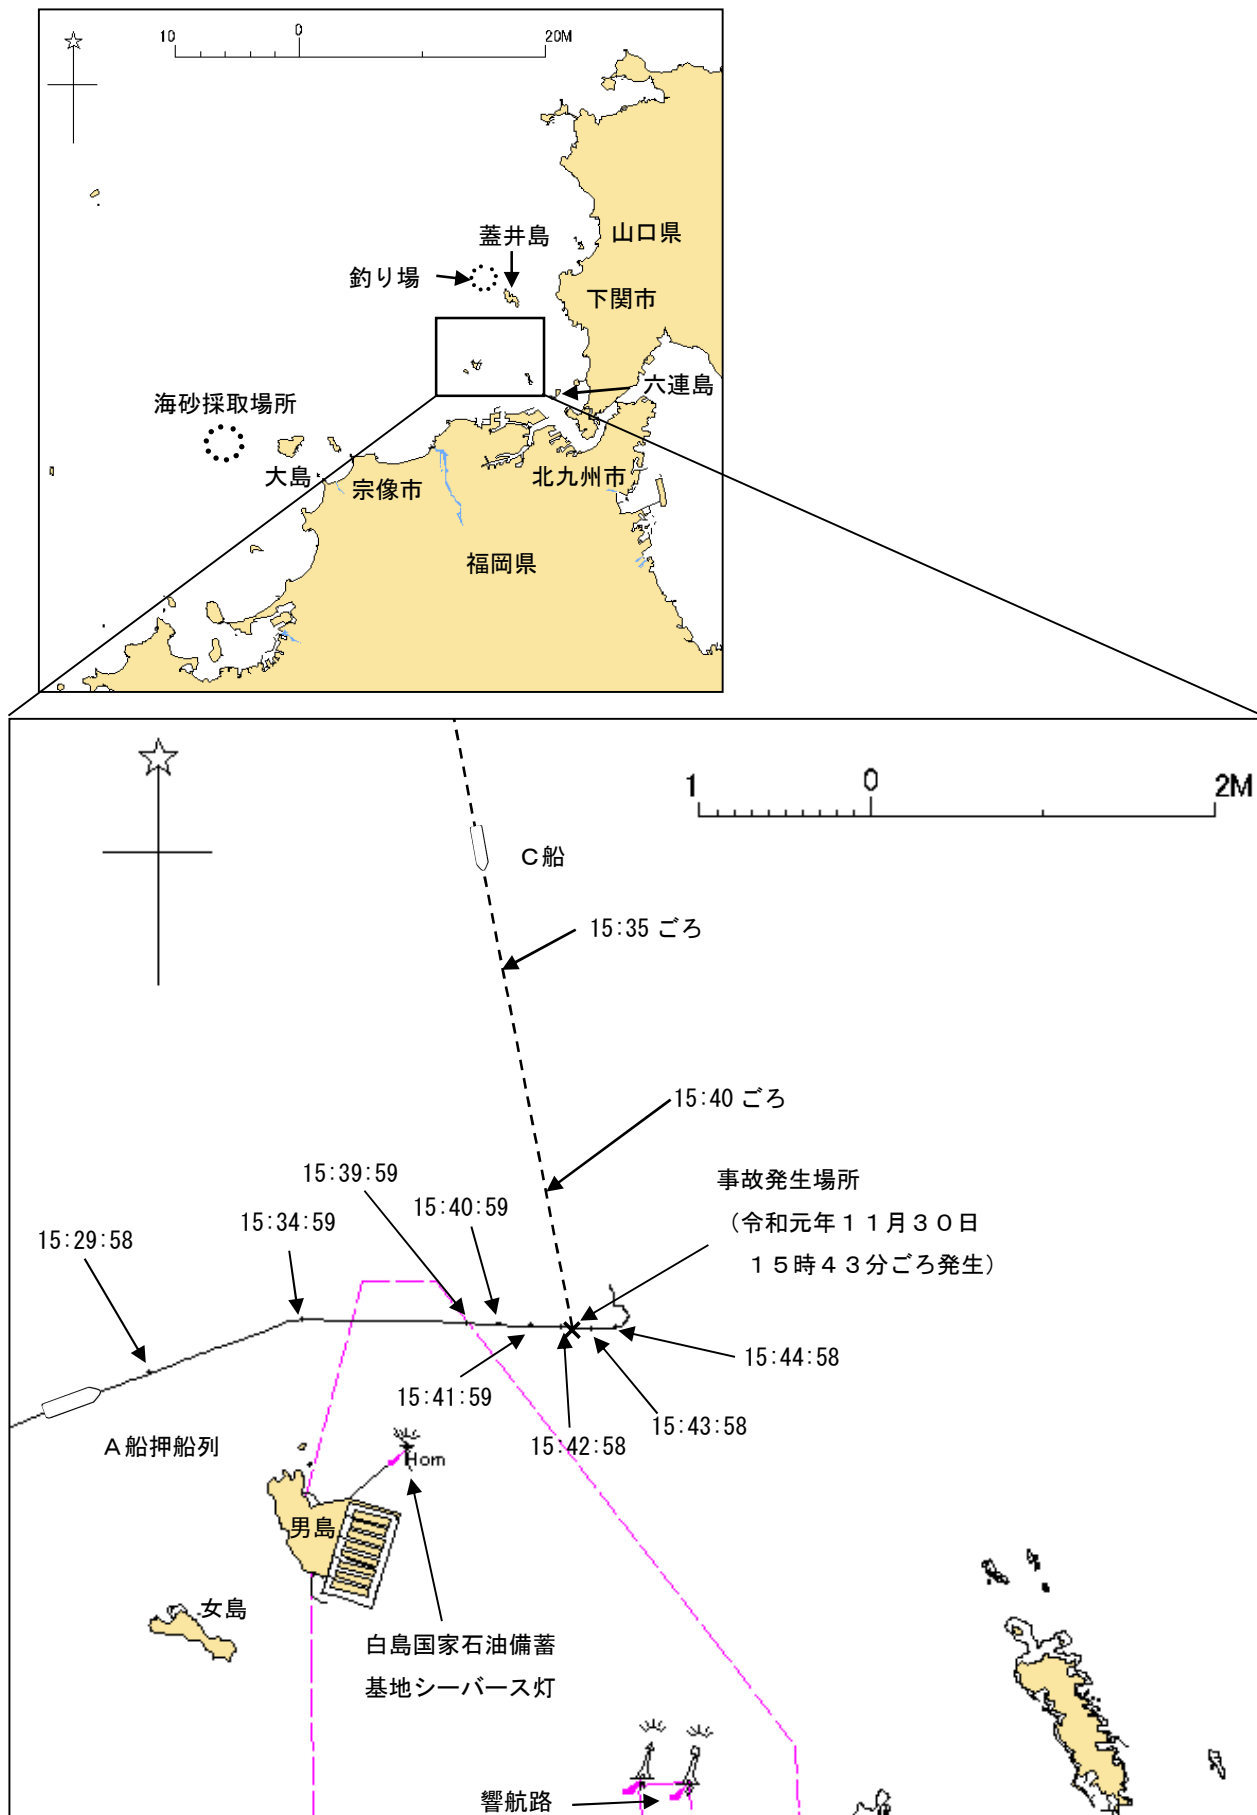 10
0
20M
蓋井島
山口県
釣り場
下関市
六連島
海砂採取場所
大島
宗像市
北九州市
福岡県
1
0
2M
C船
15:35 ごろ
15:40 ごろ
15:39:59
事故発生場所
15:40:59
（令和元年１１月３０日
15:34:59
15:29:58
１５時４３分ごろ発生）
15:44:58
15:41:59
15:43:58
15:42:58
Ａ船押船列
Hom
男島
女島
白島国家石油備蓄
基地シーバース灯
響航路